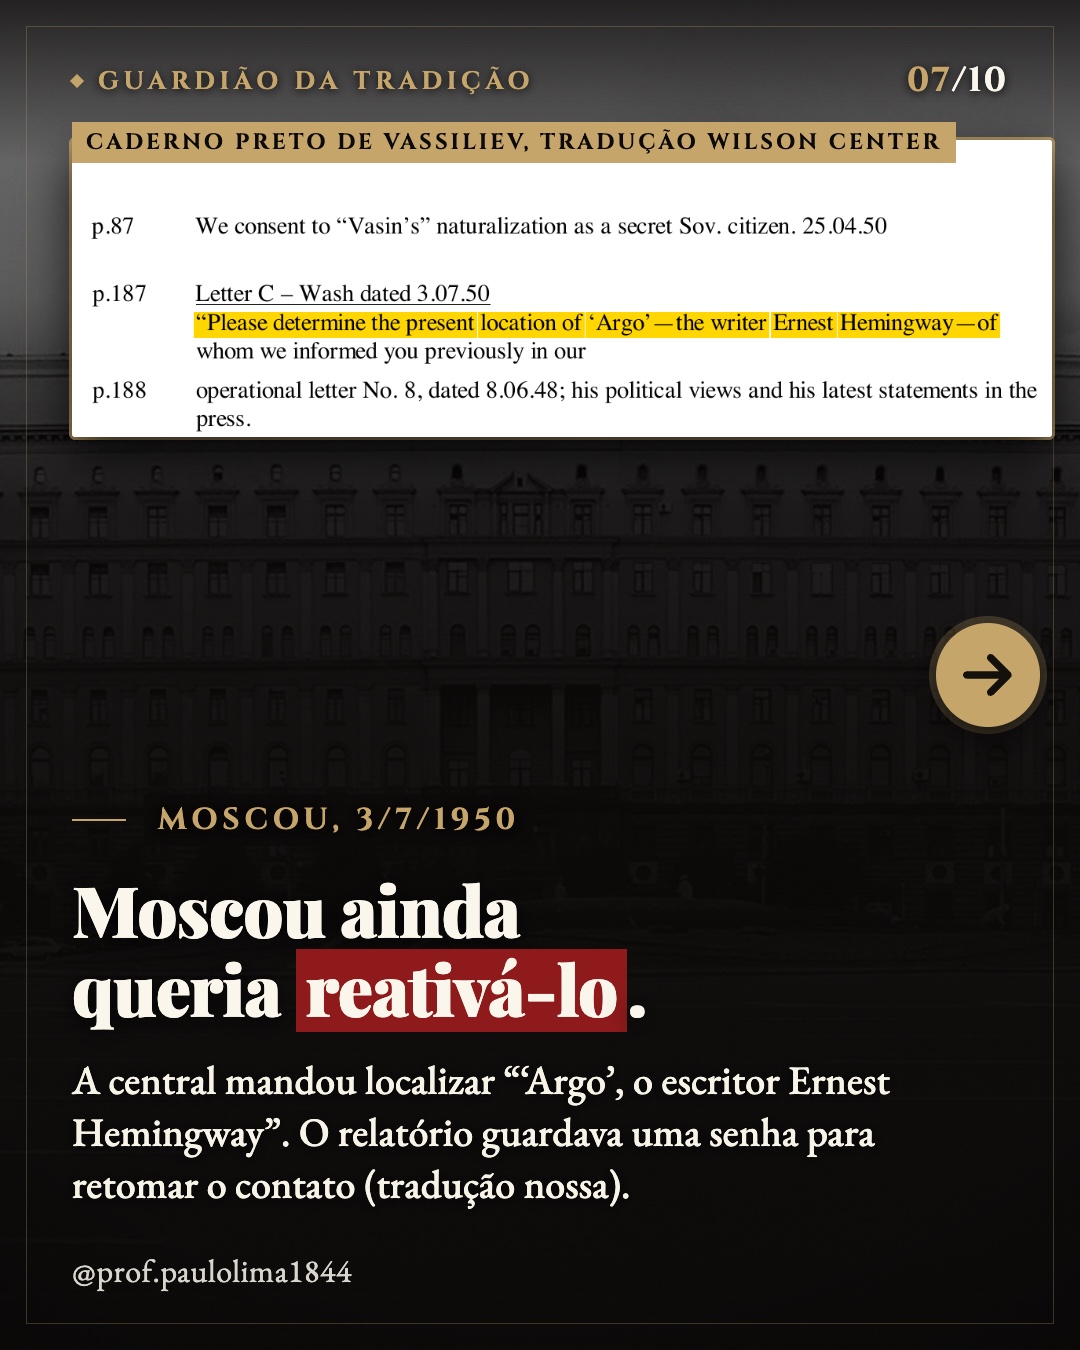 GUARDIÃO DA TRADIÇÃO
07/10
CADERNO PRETO DE VASSILIEV, TRADUÇÃO WILSON CENTER
p.87 We consent to “Vasin’s” naturalization as a secret Sov. citizen. 25.04.50
p.187 Letter C – Wash dated 3.07.50
“Please determine the present location of ‘Argo’—the writer Ernest Hemingway—of
whom we informed you previously in our
p.188 operational letter No. 8, dated 8.06.48; his political views and his latest statements in the
press.
MOSCOU, 3/7/1950
Moscou ainda
queria reativá-lo.
A central mandou localizar “‘Argo’, o escritor Ernest
Hemingway”. O relatório guardava uma senha para
retomar o contato (tradução nossa).
@prof.paulolima1844